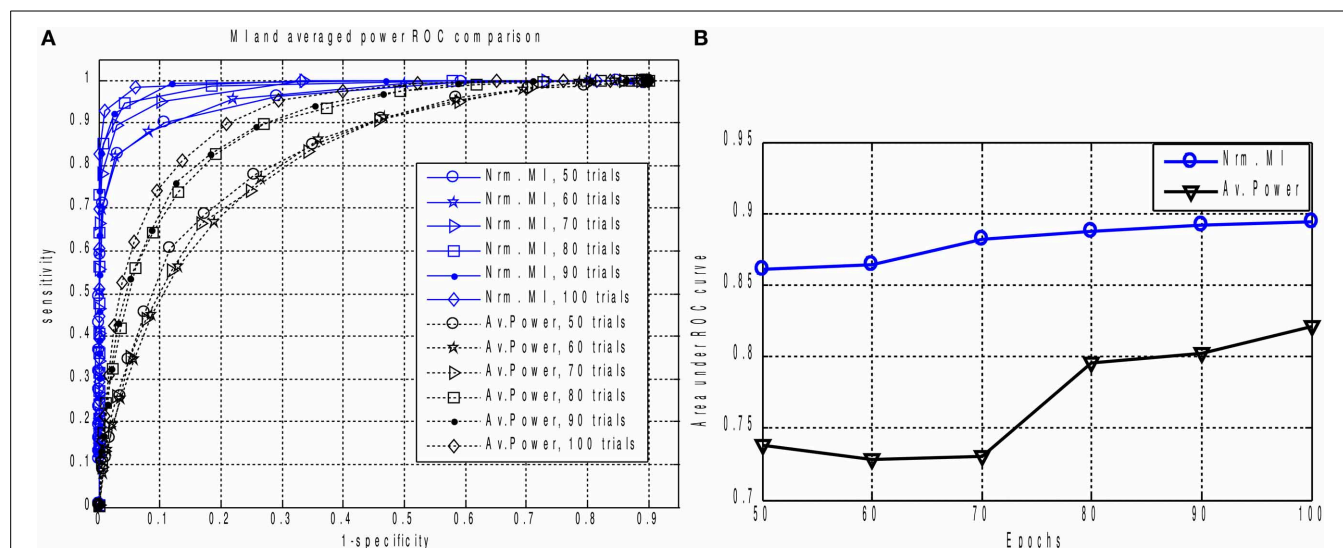 A
MI and averaged power ROC comparison
1
0.9
0.8
0.7
0.6
0.5
0.4
0.3
0.2
0.1
0
sensitivity
Nrm. MI, 50 trials
Nrm. MI, 60 trials
Nrm. MI, 70 trials
Nrm. MI, 80 trials
Nrm. MI, 90 trials
Nrm. MI, 100 trials
Av.Power, 50 trials
Av.Power, 60 trials
Av.Power, 70 trials
Av.Power, 80 trials
Av.Power, 90 trials
Av.Power, 100 trials
0 0.1 0.2 0.3 0.4 0.5 0.6 0.7 0.8 0.9
1-specificity
B
0.95
0.9
0.85
0.8
0.75
0.7
Area under ROC curve
Nrm. MI
Av.Power
50 60 70 80 90 100
Epochs